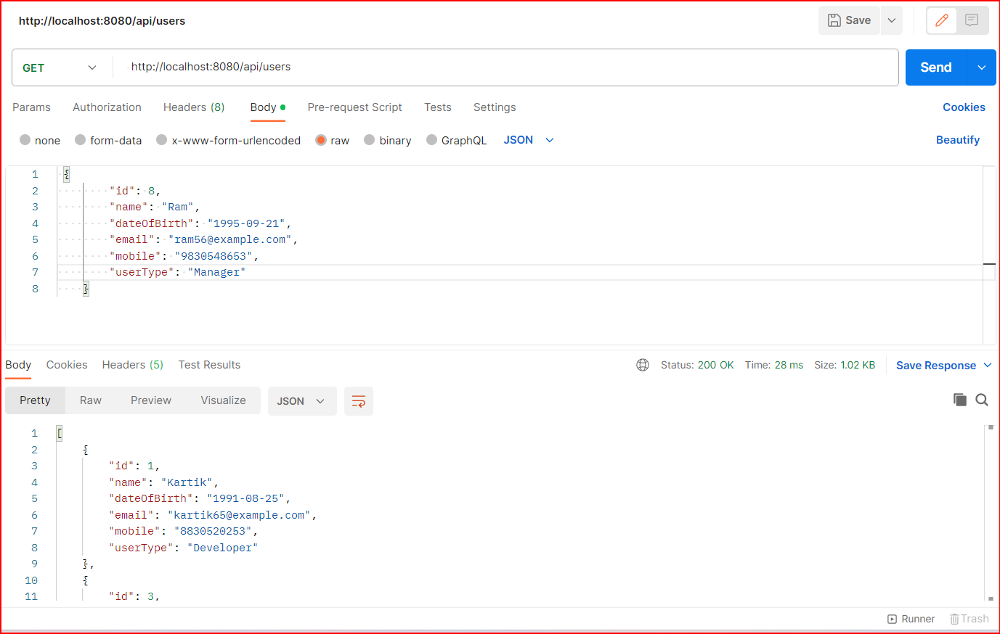 http://localhost:8080/api/users
Save
GET http://localhost:8080/api/users Send
Params Authorization Headers (8) Body Pre-request Script Tests Settings Cookies
none form-data x-www-form-urlencoded raw binary GraphQL JSON Beautify
1 {
2 "id": 8,
3 "name": "Ram",
4 "dateOfBirth": "1995-09-21",
5 "email": "ram56@example.com",
6 "mobile": "9830548653",
7 "userType": "Manager"
8 }
Body Cookies Headers (5) Test Results Status: 200 OK Time: 28 ms Size: 1.02 KB Save Response
Pretty Raw Preview Visualize JSON
1 [
2 {
3 "id": 1,
4 "name": "Kartik",
5 "dateOfBirth": "1991-08-25",
6 "email": "kartik65@example.com",
7 "mobile": "8830520253",
8 "userType": "Developer"
9 },
10 {
11 "id": 3,
Runner Trash